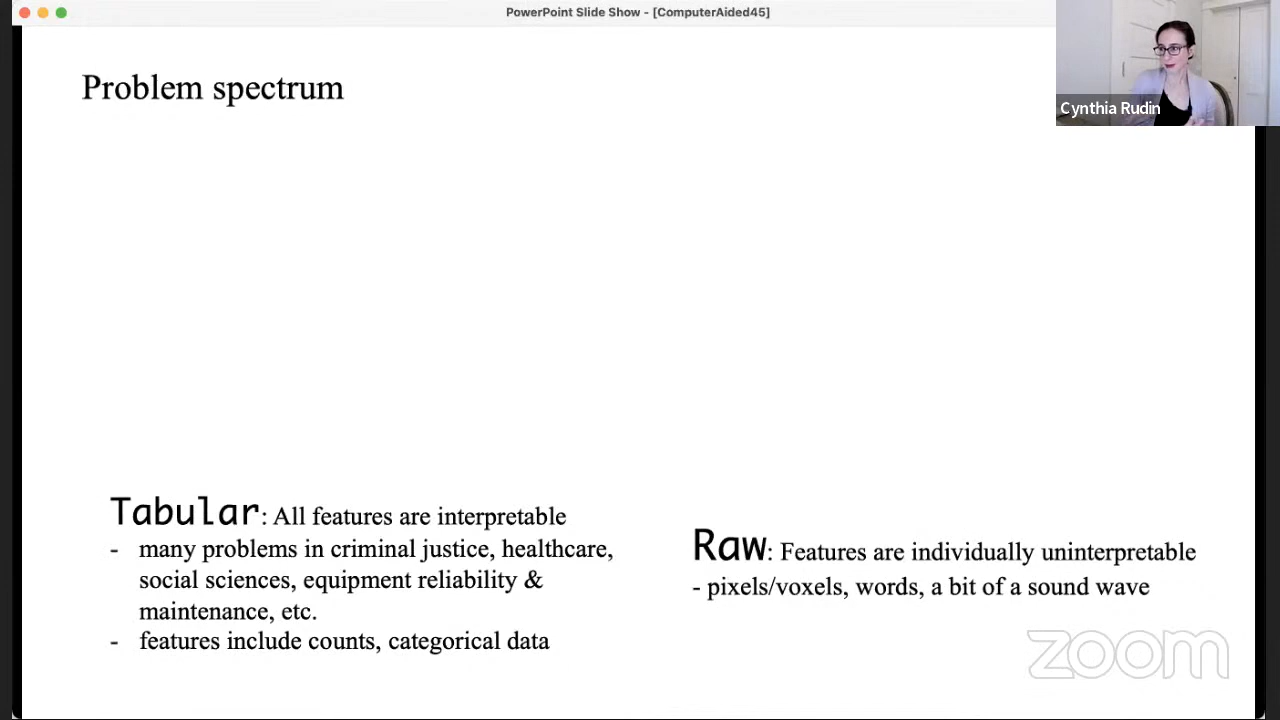 PowerPoint Slide Show - [ComputerAided45]
Cynthia Rudin
Problem spectrum
Tabular: All features are interpretable
- many problems in criminal justice, healthcare,
social sciences, equipment reliability &
maintenance, etc.
- features include counts, categorical data
Raw: Features are individually uninterpretable
- pixels/voxels, words, a bit of a sound wave
zoom